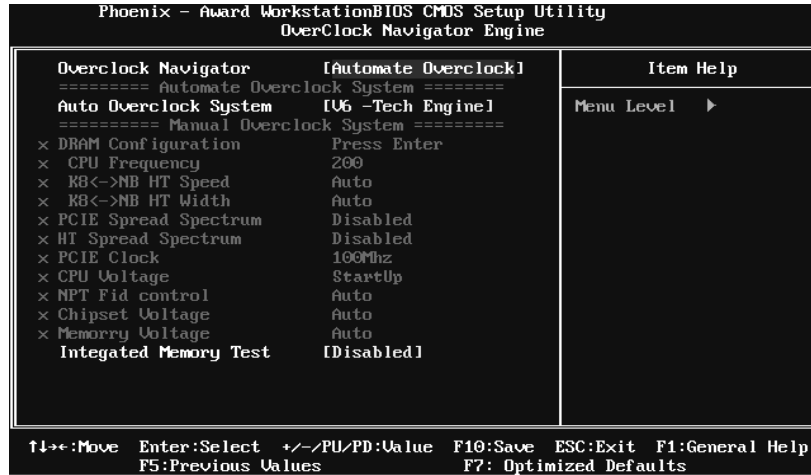 Phoenix - Award WorkstationBIOS CMOS Setup Utility
OverClock Navigator Engine
Overclock Navigator [Automate Overclock] Item Help
========= Automate Overclock System ========
Auto Overclock System [V6 -Tech Engine] Menu Level ▶
========== Manual Overclock System =========
x DRAM Configuration Press Enter
x CPU Frequency 200
x K8<->NB HT Speed Auto
x K8<->NB HT Width Auto
x PCIE Spread Spectrum Disabled
x HT Spread Spectrum Disabled
x PCIE Clock 100Mhz
x CPU Voltage StartUp
x NPT Fid control Auto
x Chipset Voltage Auto
x Memorry Voltage Auto
Integated Memory Test [Disabled]
↑↓→←:Move Enter:Select +/-/PU/PD:Value F10:Save ESC:Exit F1:General Help
F5:Previous Values F7: Optimized Defaults